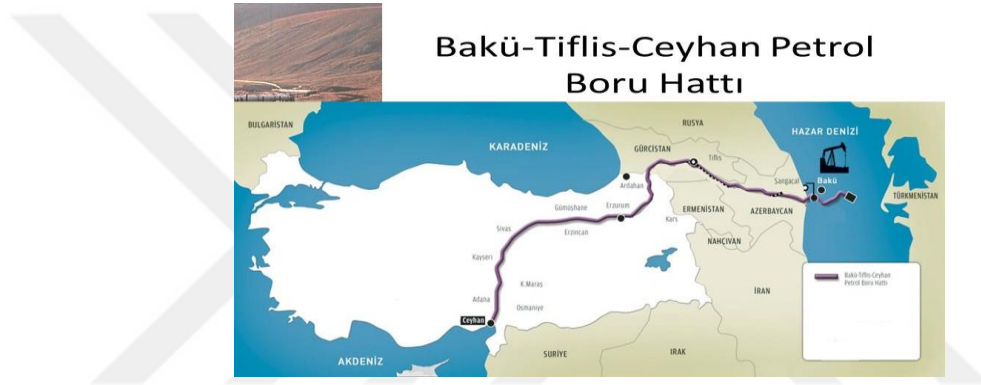 Bakü-Tiflis-Ceyhan Petrol
Boru Hattı
BULGARİSTAN
RUSYA
HAZAR DENİZİ
KARADENİZ
GÜRCİSTAN
Tiflis
Ardahan
Sangaçal
Bakü
TÜRKMENİSTAN
Gümüşhane
Erzurum
ERMENİSTAN
AZERBAYCAN
Kars
Sivas
Erzincan
NAHÇIVAN
Kayseri
K.Maraş
İRAN
Bakü-Tiflis-Ceyhan
Petrol Boru Hattı
Adana
Osmaniye
Ceyhan
AKDENİZ
SURİYE
IRAK